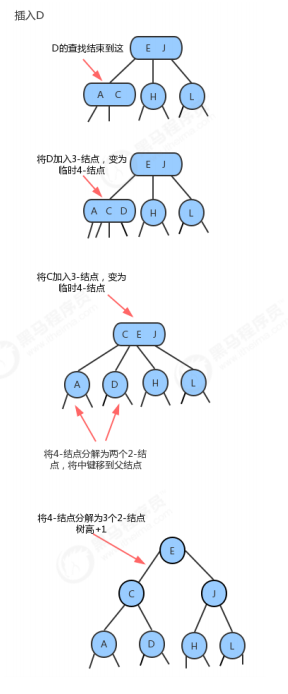 插入D
D的查找结束到这
E J
A C
H
L
将D加入3-结点，变为
临时4-结点
E J
A C D
H
L
将C加入3-结点，变为
临时4-结点
C E J
A
D
H
L
将4-结点分解为两个2-结
点，将中键移到父结点
将4-结点分解为3个2-结点
树高+1
E
C
J
A
D
H
L